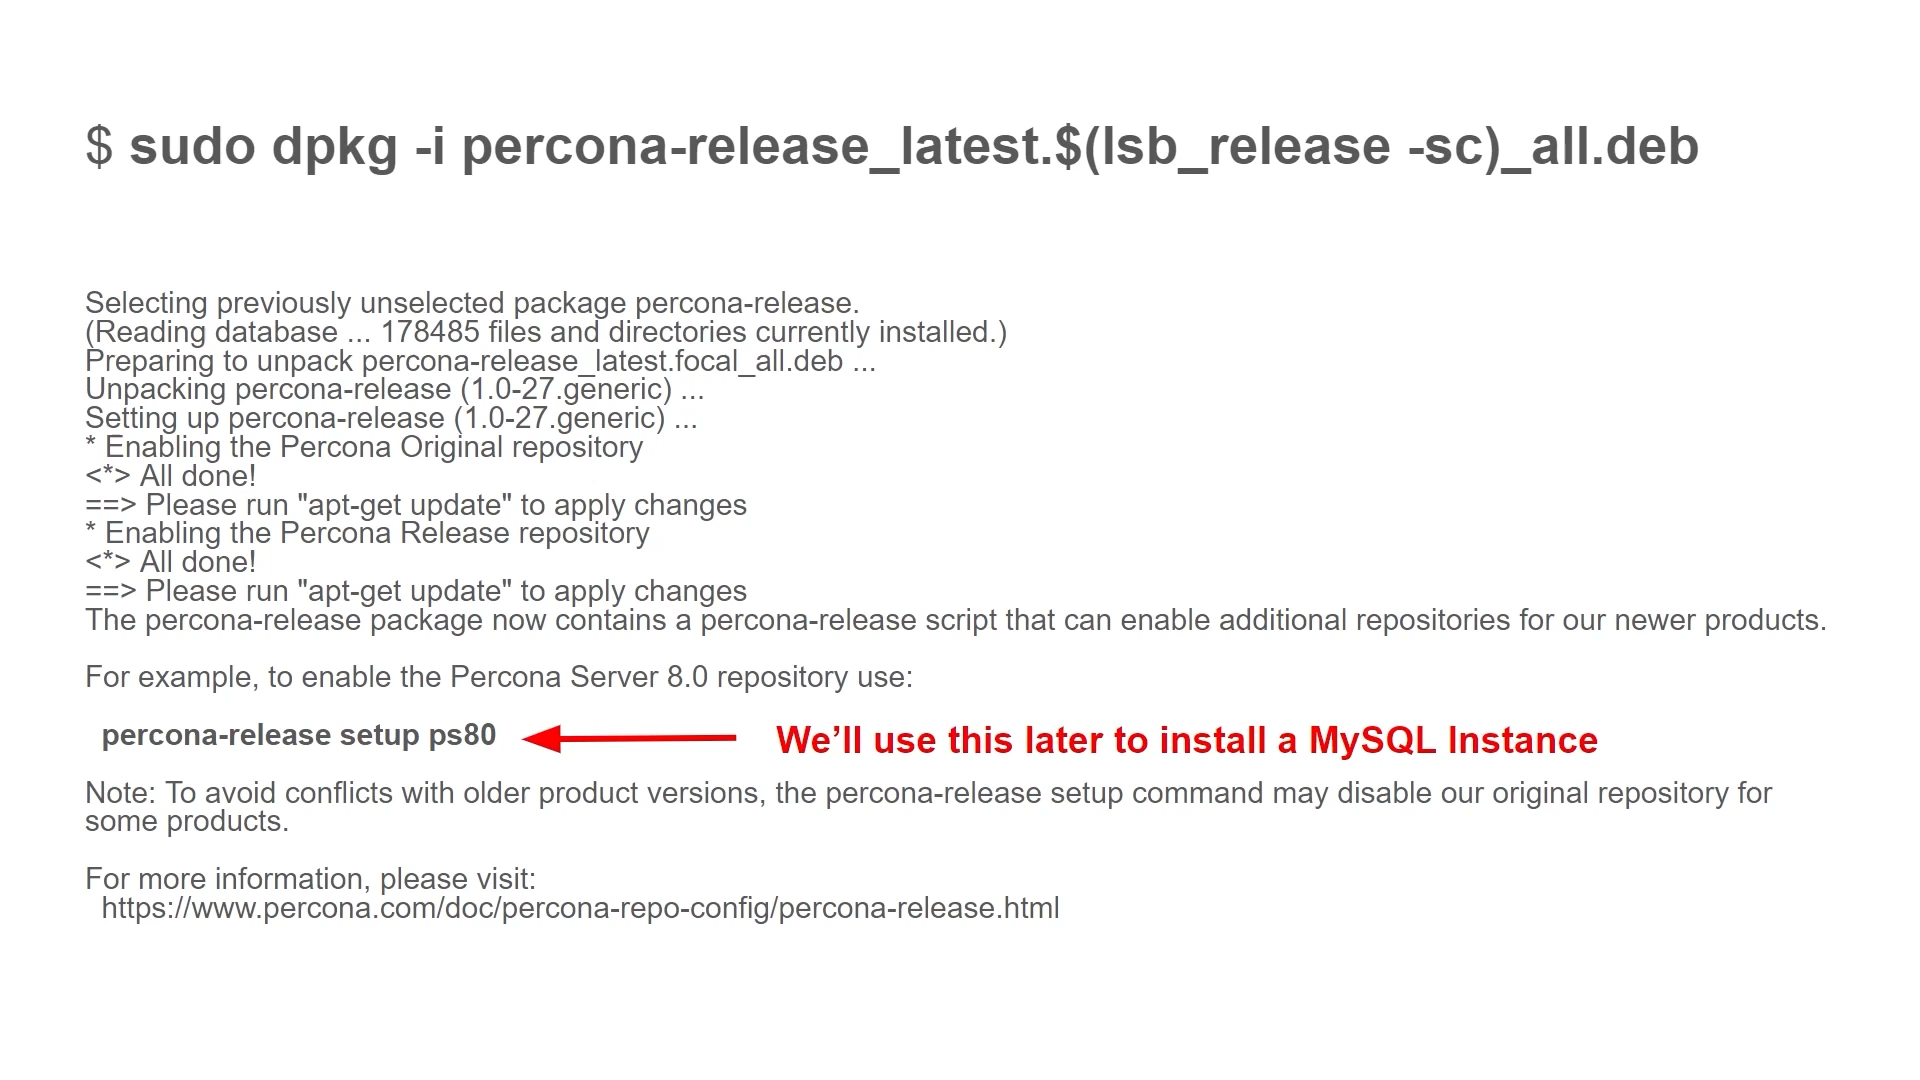 $ sudo dpkg -i percona-release_latest.$(lsb_release -sc)_all.deb
Selecting previously unselected package percona-release.
(Reading database ... 178485 files and directories currently installed.)
Preparing to unpack percona-release_latest.focal_all.deb ...
Unpacking percona-release (1.0-27.generic) ...
Setting up percona-release (1.0-27.generic) ...
* Enabling the Percona Original repository
<*> All done!
==> Please run "apt-get update" to apply changes
* Enabling the Percona Release repository
<*> All done!
==> Please run "apt-get update" to apply changes
The percona-release package now contains a percona-release script that can enable additional repositories for our newer products.
For example, to enable the Percona Server 8.0 repository use:
percona-release setup ps80
We’ll use this later to install a MySQL Instance
Note: To avoid conflicts with older product versions, the percona-release setup command may disable our original repository for
some products.
For more information, please visit:
https://www.percona.com/doc/percona-repo-config/percona-release.html